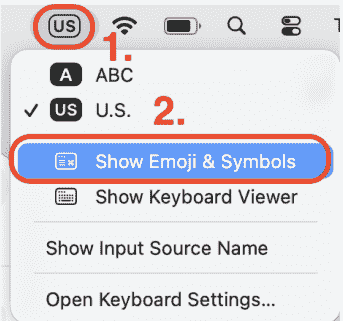 US
1.
A ABC
US U.S.
2.
Show Emoji & Symbols
Show Keyboard Viewer
Show Input Source Name
Open Keyboard Settings...